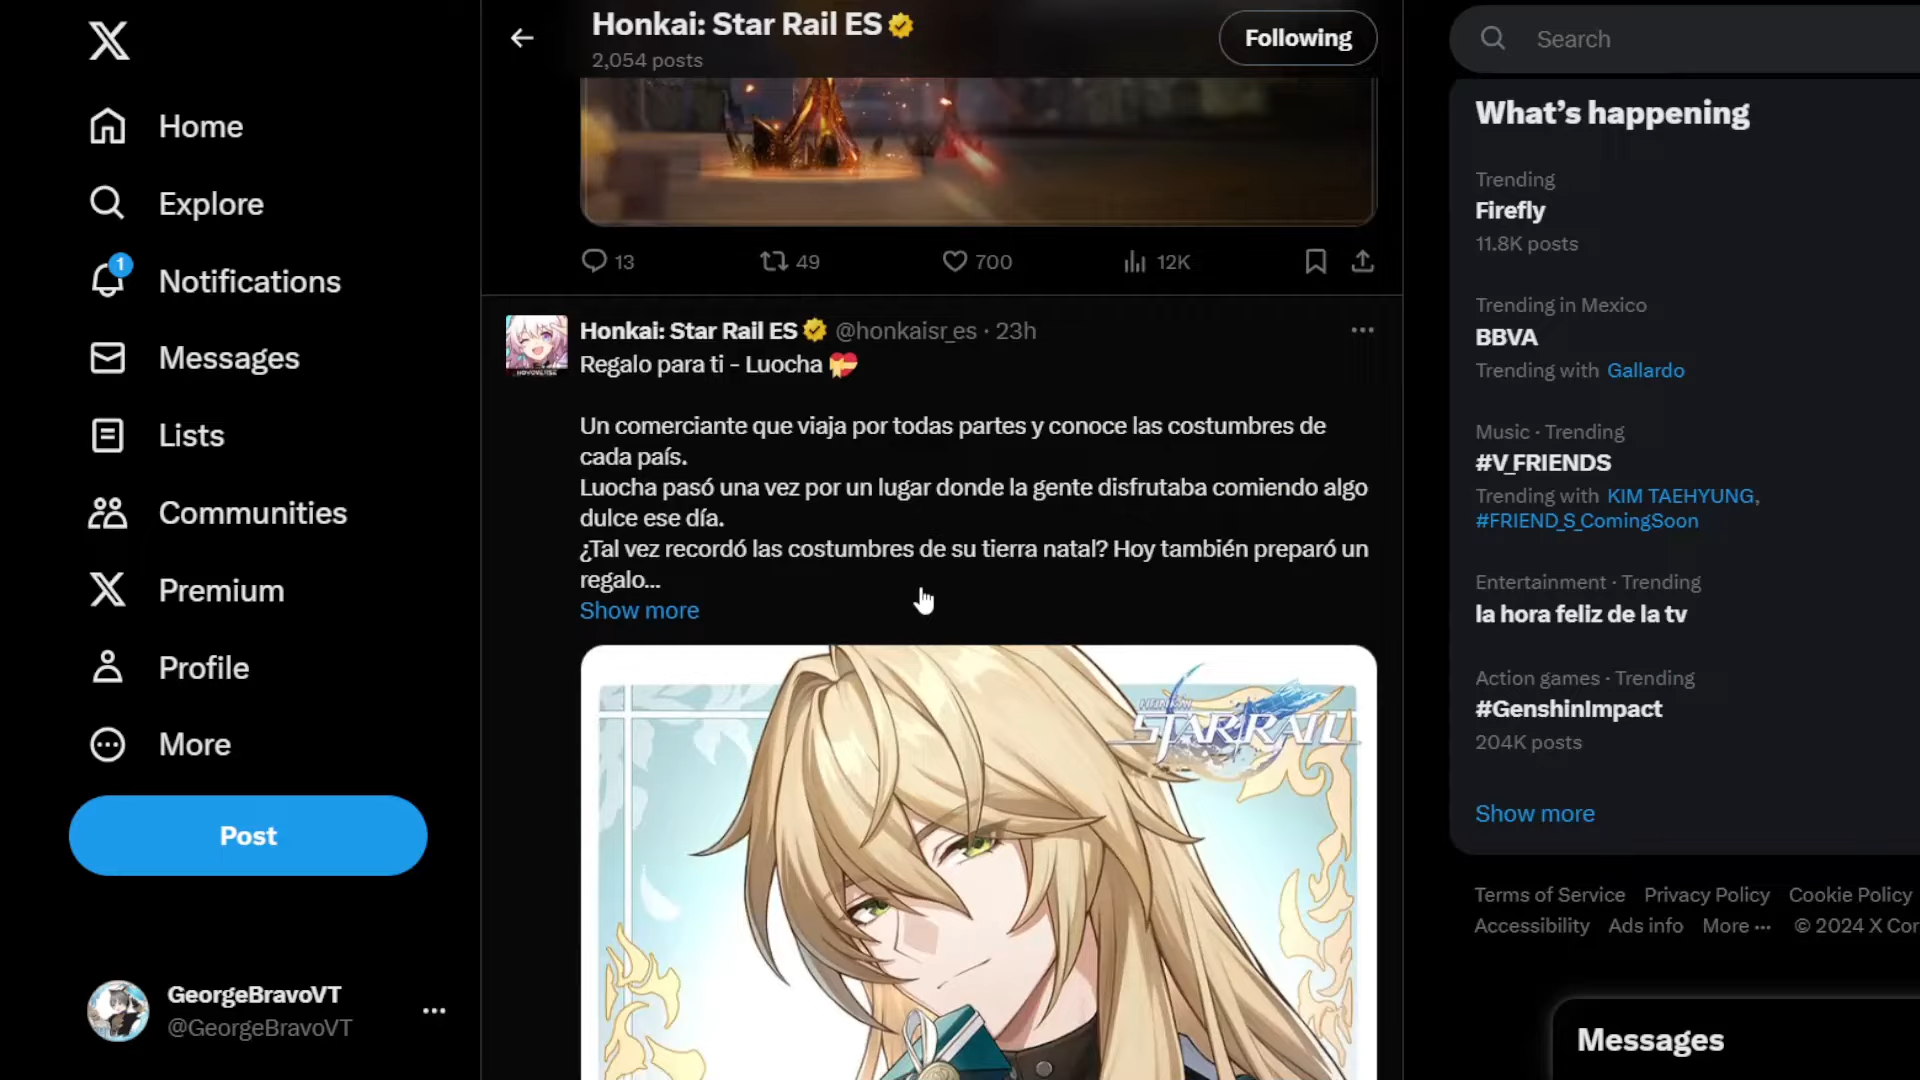 Home
Explore
1
Notifications
Messages
Lists
Communities
Premium
Profile
More
Post
GeorgeBravoVT
@GeorgeBravoVT
Honkai: Star Rail ES
2,054 posts
Following
13
49
700
12K
Honkai: Star Rail ES @honkaisr_es · 23h
Regalo para ti - Luocha 💝
Un comerciante que viaja por todas partes y conoce las costumbres de
cada país.
Luocha pasó una vez por un lugar donde la gente disfrutaba comiendo algo
dulce ese día.
¿Tal vez recordó las costumbres de su tierra natal? Hoy también preparó un
regalo...
Show more
HONKAI
STAR RAIL
Search
What's happening
Trending
Firefly
11.8K posts
Trending in Mexico
BBVA
Trending with Gallardo
Music · Trending
#V_FRIENDS
Trending with KIM TAEHYUNG,
#FRIEND_S_ComingSoon
Entertainment · Trending
la hora feliz de la tv
Action games · Trending
#GenshinImpact
204K posts
Show more
Terms of Service Privacy Policy Cookie Policy
Accessibility Ads info More ··· © 2024 X Cor
Messages